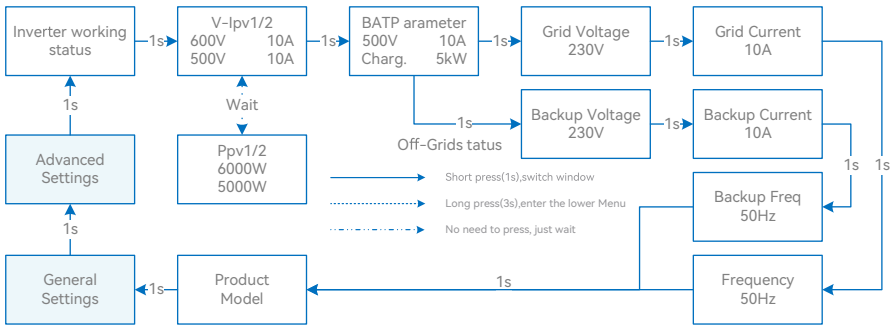 Inverter working
status
1s
V-Ipv1/2
600V 10A
500V 10A
1s
BATP arameter
500V 10A
Charg. 5kW
1s
Grid Voltage
230V
1s
Grid Current
10A
1s
Wait
1s
Backup Voltage
230V
1s
Backup Current
10A
Off-Grids tatus
Advanced
Settings
Ppv1/2
6000W
5000W
1s
1s
Short press(1s),switch window
Long press(3s),enter the lower Menu
No need to press, just wait
Backup Freq
50Hz
1s
General
Settings
1s
Product
Model
1s
Frequency
50Hz